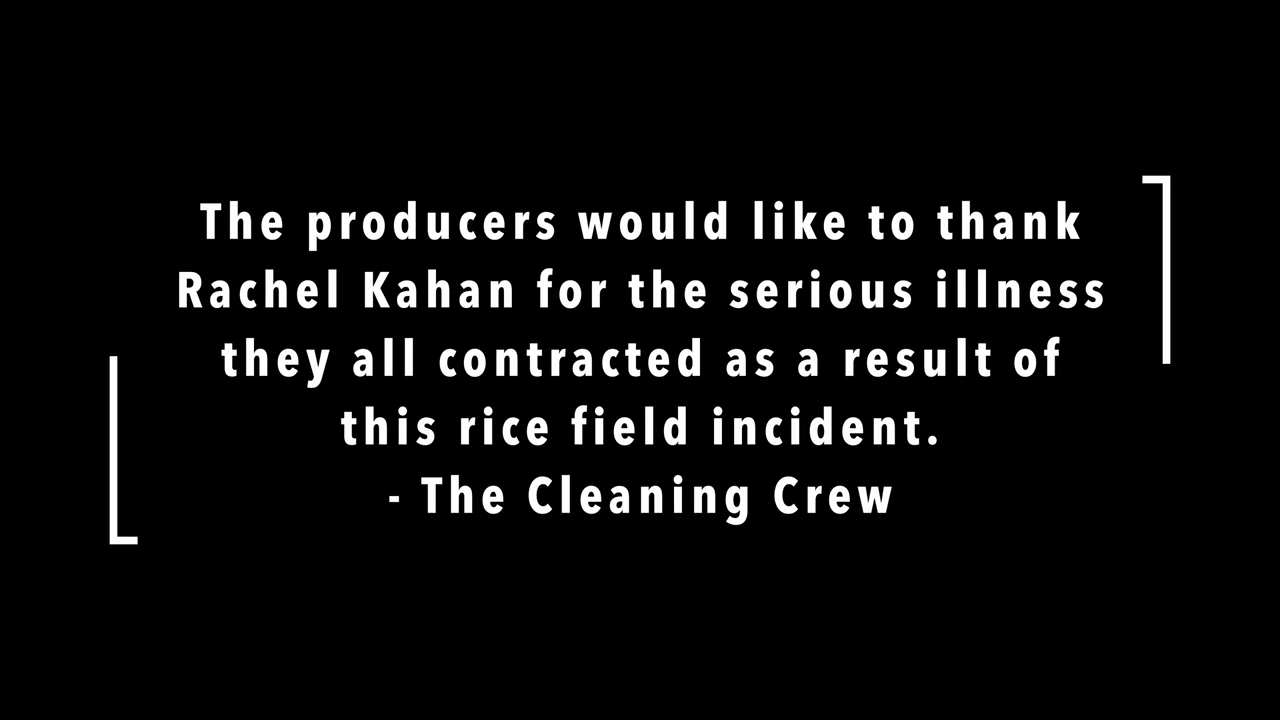 The producers would like to thank
Rachel Kahan for the serious illness
they all contracted as a result of
this rice field incident.
- The Cleaning Crew